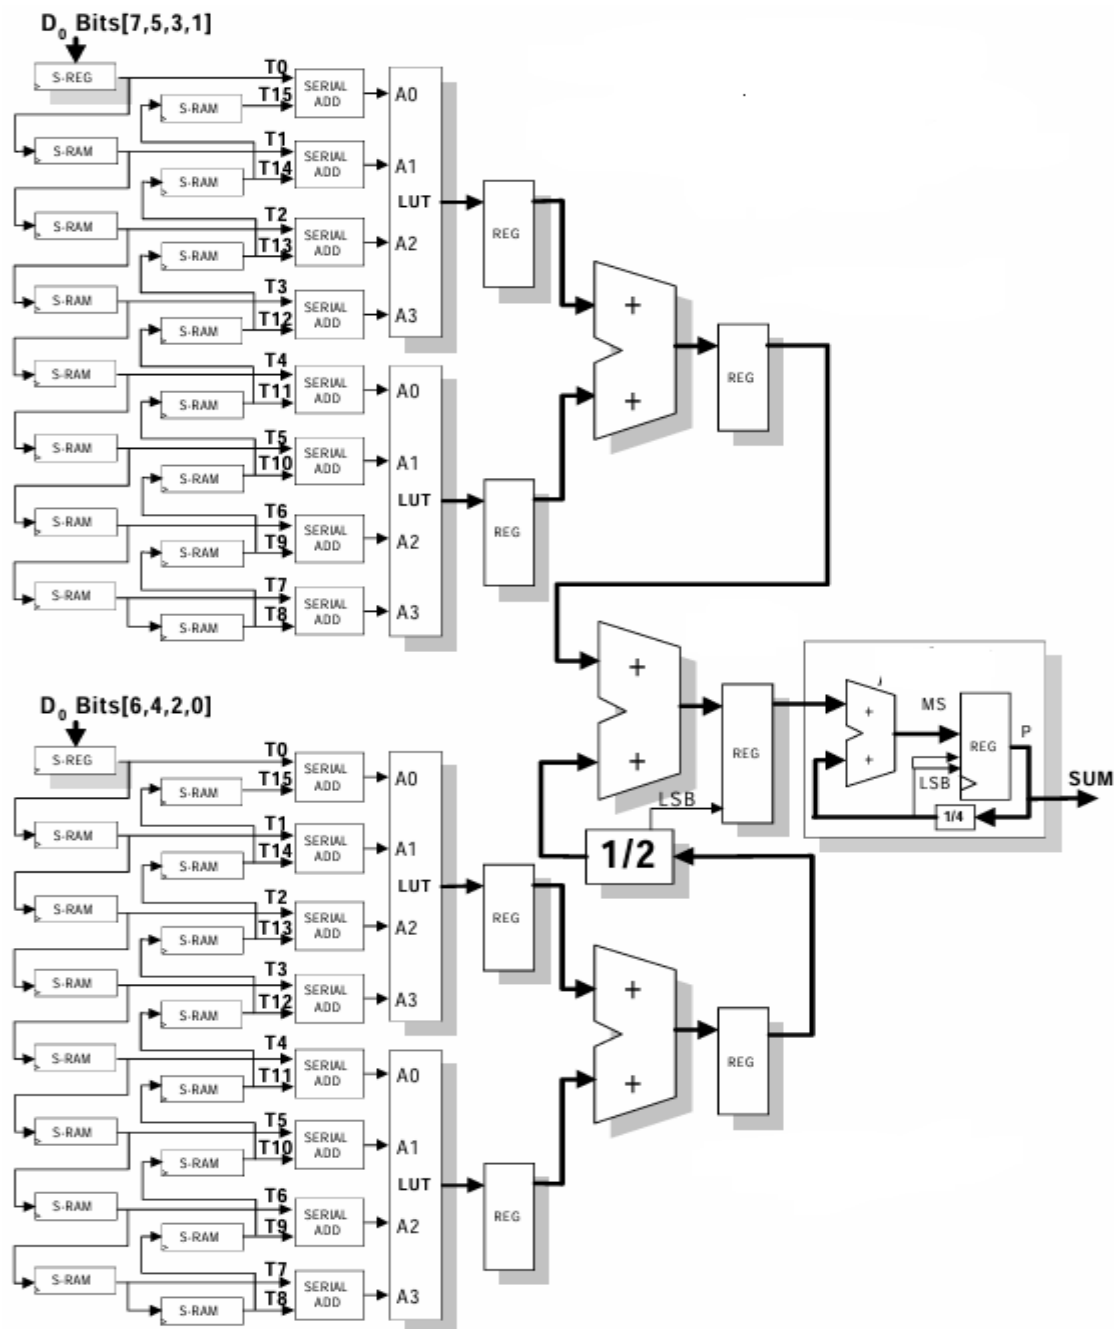 D0 Bits[7,5,3,1]
S-REG
T0
SERIAL ADD
A0
S-RAM
T15
S-RAM
T1
SERIAL ADD
A1
S-RAM
T14
LUT
REG
S-RAM
T2
SERIAL ADD
A2
S-RAM
T13
S-RAM
T3
SERIAL ADD
A3
S-RAM
T12
+
+
REG
S-RAM
T4
SERIAL ADD
A0
S-RAM
T11
S-RAM
T5
SERIAL ADD
A1
S-RAM
T10
LUT
REG
S-RAM
T6
SERIAL ADD
A2
S-RAM
T9
S-RAM
T7
SERIAL ADD
A3
S-RAM
T8
+
+
REG
LSB
1/2
+
+
MS
LSB
REG
P
1/4
SUM
D0 Bits[6,4,2,0]
S-REG
T0
SERIAL ADD
A0
S-RAM
T15
S-RAM
T1
SERIAL ADD
A1
S-RAM
T14
LUT
REG
S-RAM
T2
SERIAL ADD
A2
S-RAM
T13
S-RAM
T3
SERIAL ADD
A3
S-RAM
T12
+
+
REG
S-RAM
T4
SERIAL ADD
A0
S-RAM
T11
S-RAM
T5
SERIAL ADD
A1
S-RAM
T10
LUT
REG
S-RAM
T6
SERIAL ADD
A2
S-RAM
T9
S-RAM
T7
SERIAL ADD
A3
S-RAM
T8